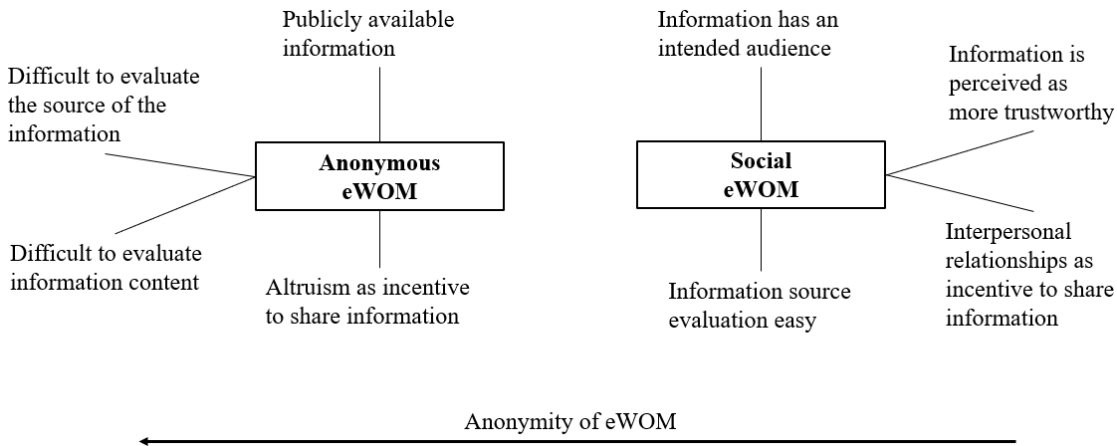 Publicly available
information
Difficult to evaluate
the source of the
information
Anonymous
eWOM
Difficult to evaluate
information content
Altruism as incentive
to share information
Information has an
intended audience
Information is
perceived as
more trustworthy
Social
eWOM
Interpersonal
relationships as
incentive to share
information
Information source
evaluation easy
Anonymity of eWOM